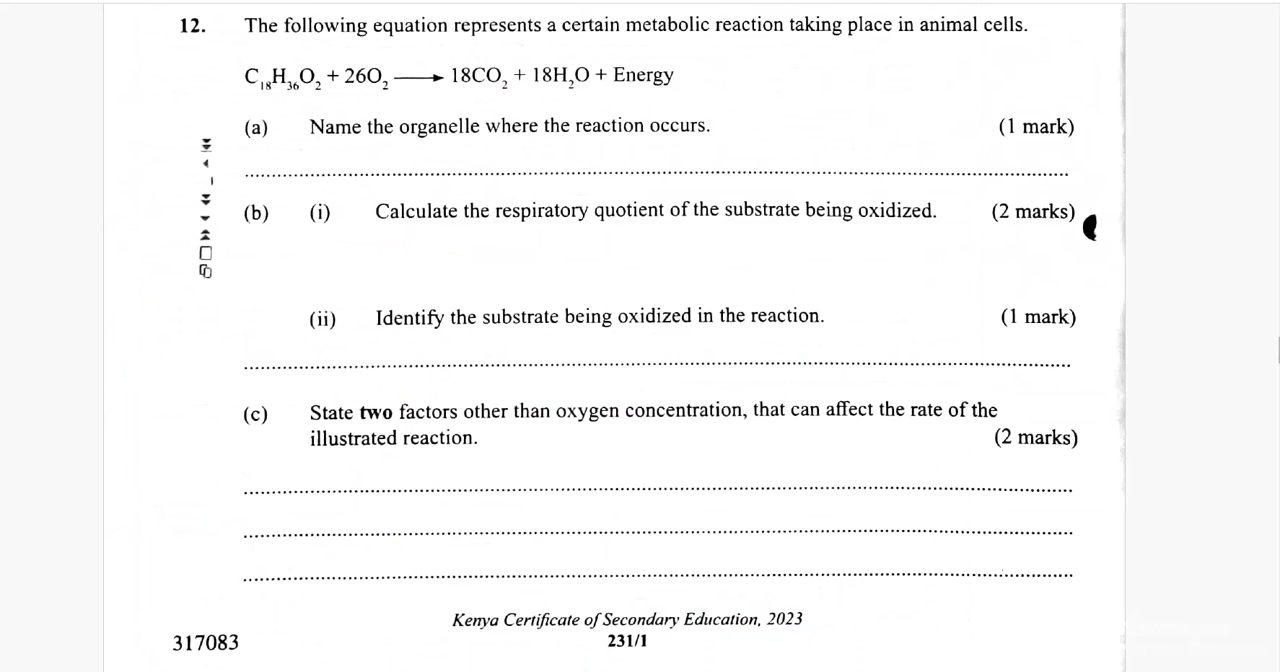 12. The following equation represents a certain metabolic reaction taking place in animal cells.
C₁₈H₃₆O₂ + 26O₂ ⟶ 18CO₂ + 18H₂O + Energy
(a) Name the organelle where the reaction occurs. (1 mark)
(b) (i) Calculate the respiratory quotient of the substrate being oxidized. (2 marks)
(ii) Identify the substrate being oxidized in the reaction. (1 mark)
(c) State two factors other than oxygen concentration, that can affect the rate of the
illustrated reaction. (2 marks)
Kenya Certificate of Secondary Education, 2023
317083 231/1